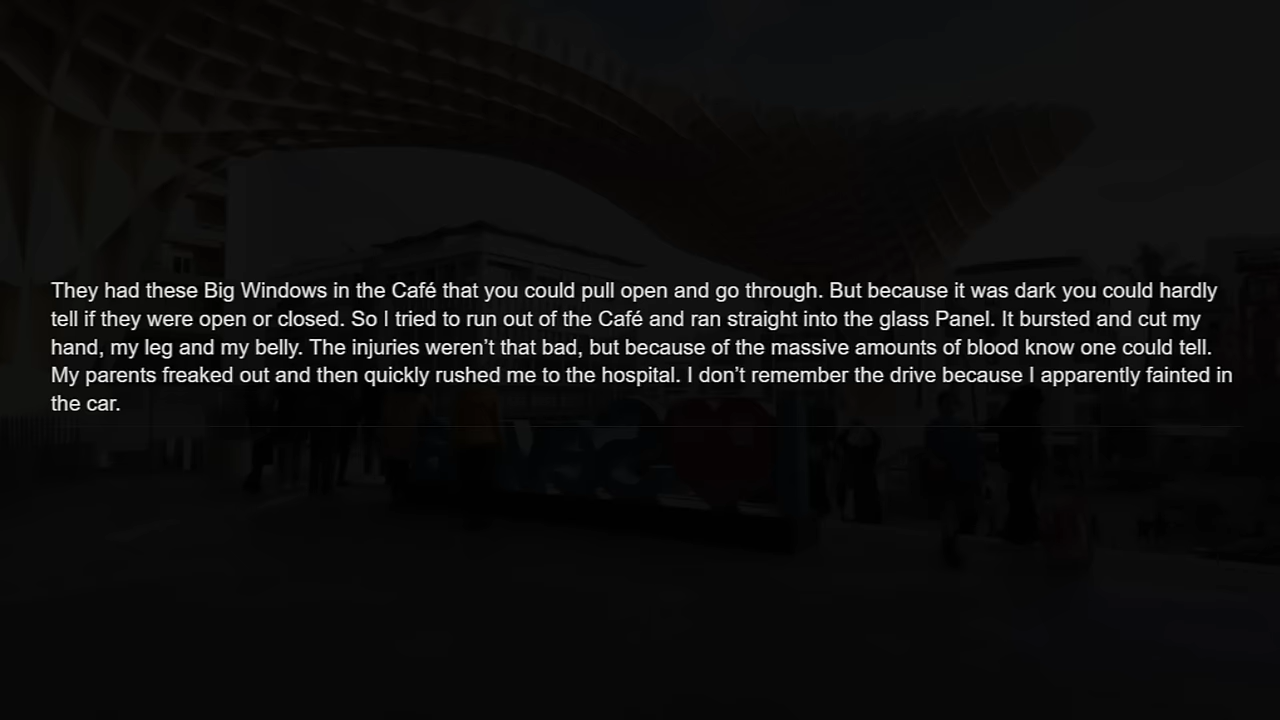 They had these Big Windows in the Café that you could pull open and go through. But because it was dark you could hardly
tell if they were open or closed. So I tried to run out of the Café and ran straight into the glass Panel. It bursted and cut my
hand, my leg and my belly. The injuries weren’t that bad, but because of the massive amounts of blood know one could tell.
My parents freaked out and then quickly rushed me to the hospital. I don’t remember the drive because I apparently fainted in
the car.